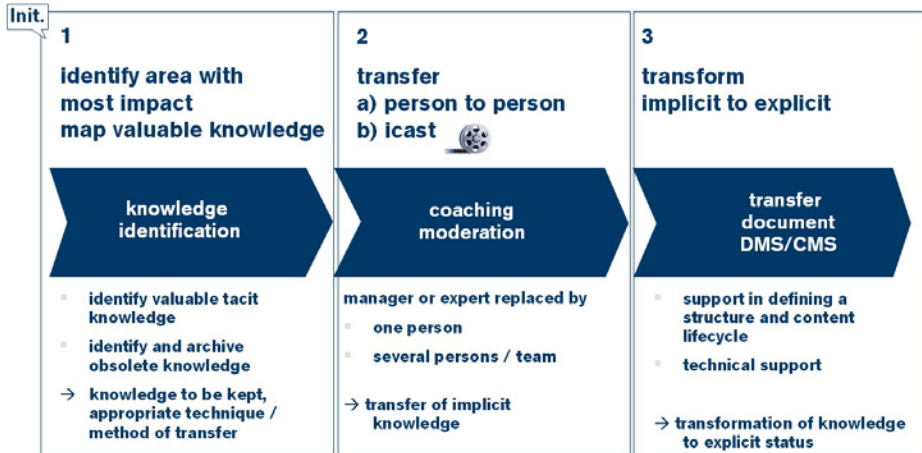 Init.
1
identify area with
most impact
map valuable knowledge
knowledge
identification
identify valuable tacit
knowledge
identify and archive
obsolete knowledge
→ knowledge to be kept,
appropriate technique /
method of transfer
2
transfer
a) person to person
b) icast
coaching
moderation
manager or expert replaced by
one person
several persons / team
→ transfer of implicit
knowledge
3
transform
implicit to explicit
transfer
document
DMS/CMS
support in defining a
structure and content
lifecycle
technical support
→ transformation of knowledge
to explicit status